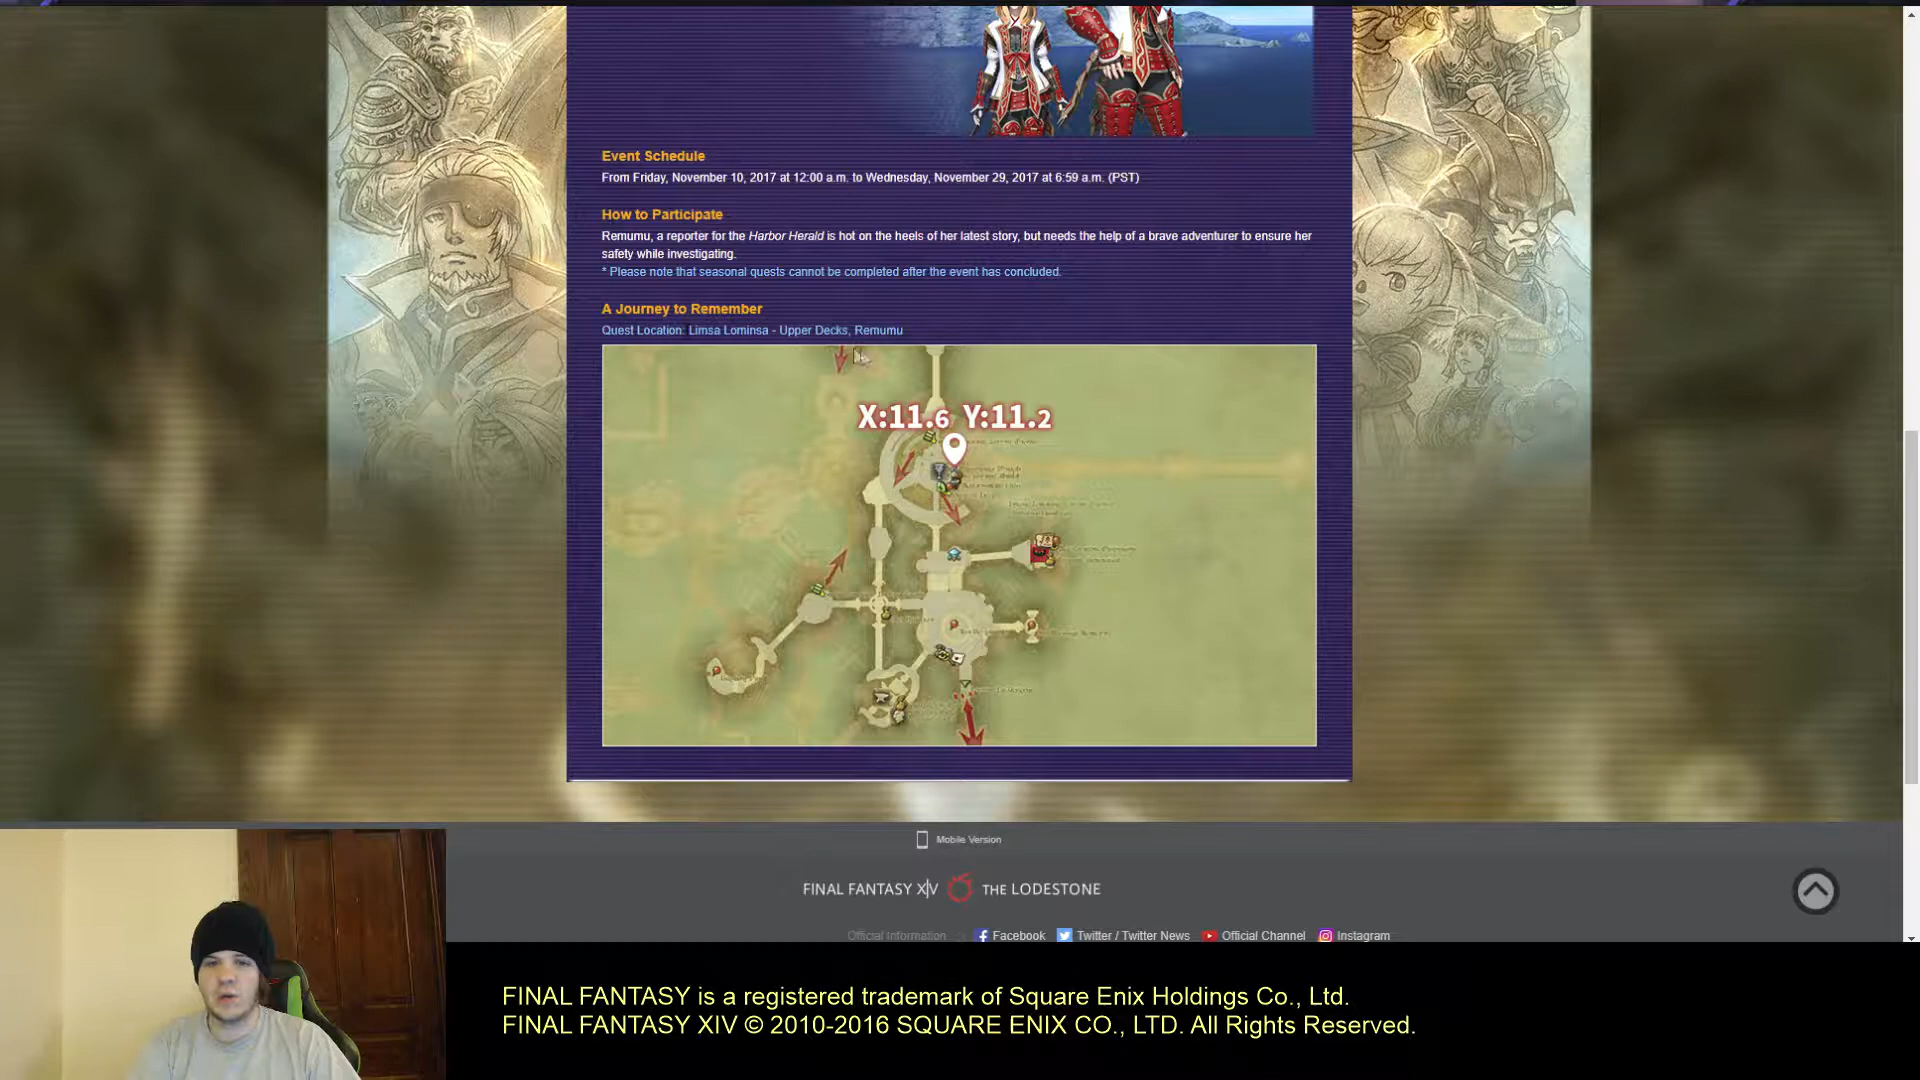 Event Schedule
From Friday, November 10, 2017 at 12:00 a.m. to Wednesday, November 29, 2017 at 6:59 a.m. (PST)
How to Participate
Remumu, a reporter for the Harbor Herald is hot on the heels of her latest story, but needs the help of a brave adventurer to ensure her
safety while investigating.
* Please note that seasonal quests cannot be completed after the event has concluded.
A Journey to Remember
Quest Location: Limsa Lominsa - Upper Decks, Remumu
X:11.6 Y:11.2
Mobile Version
FINAL FANTASY XIV THE LODESTONE
Official Information Facebook Twitter / Twitter News Official Channel Instagram
FINAL FANTASY is a registered trademark of Square Enix Holdings Co., Ltd.
FINAL FANTASY XIV © 2010-2016 SQUARE ENIX CO., LTD. All Rights Reserved.